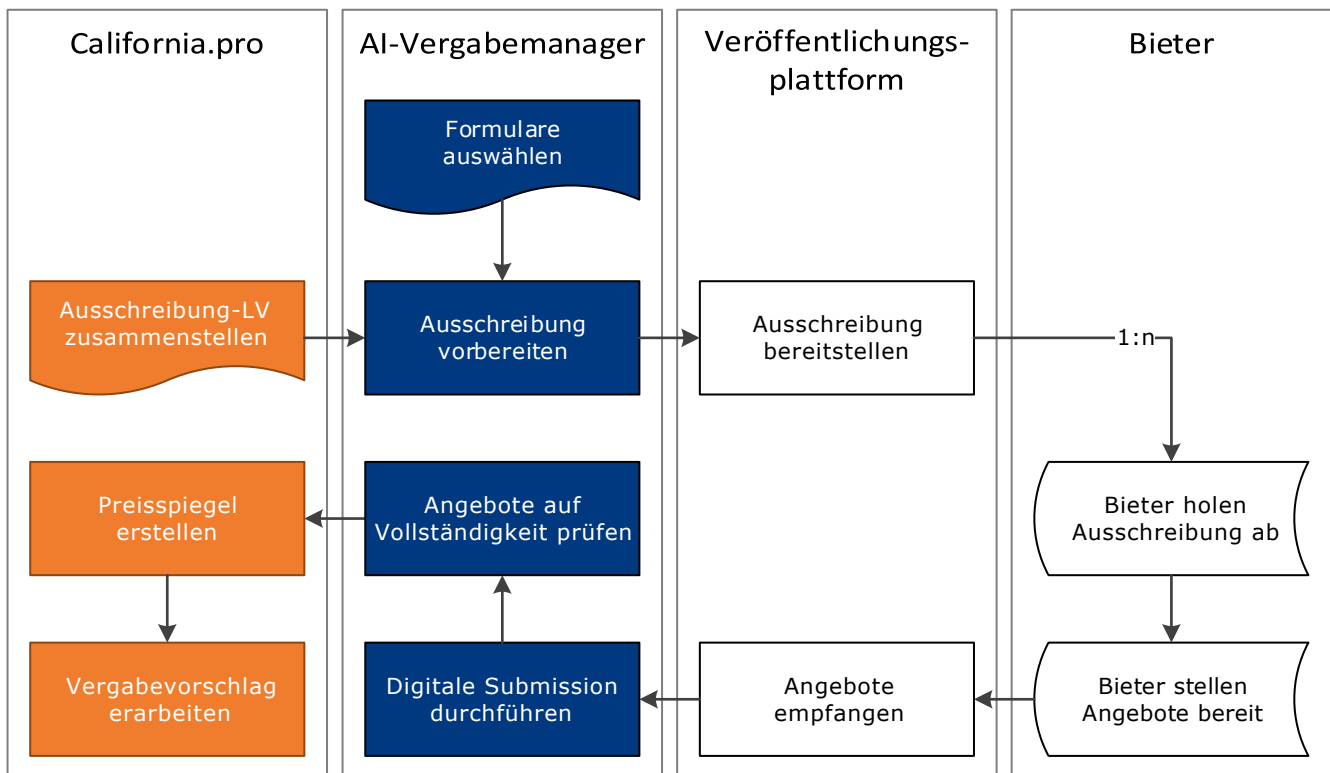 California.pro
AI-Vergabemanager
Veröffentlichungs-
plattform
Bieter
Formulare
auswählen
Ausschreibung-LV
zusammenstellen
Ausschreibung
vorbereiten
Ausschreibung
bereitstellen
1:n
Preisspiegel
erstellen
Angebote auf
Vollständigkeit prüfen
Bieter holen
Ausschreibung ab
Vergabevorschlag
erarbeiten
Digitale Submission
durchführen
Angebote
empfangen
Bieter stellen
Angebote bereit